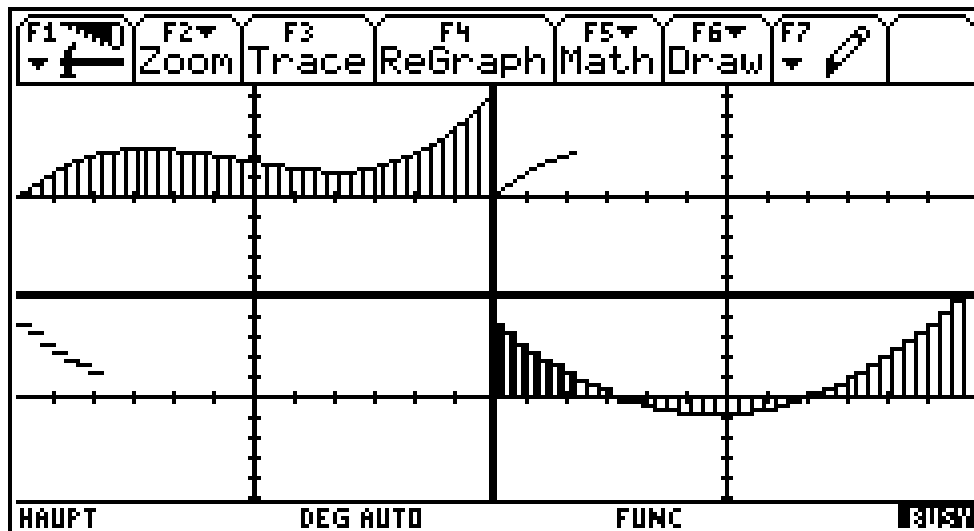 F1 F2 F3 F4 F5 F6 F7
Zoom Trace ReGraph Math Draw
HAUPT DEG AUTO FUNC BUSY